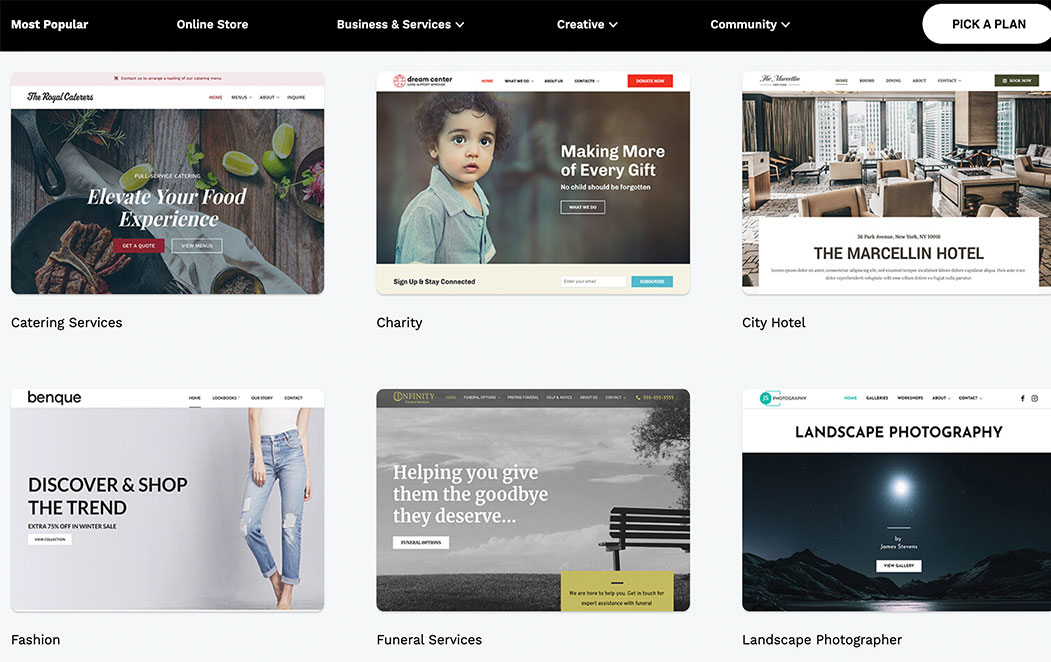 Most Popular
Online Store
Business & Services
Creative
Community
PICK A PLAN
Contact us to arrange a tasting of our catering menu
The Royal Caterers
HOME MENUS ABOUT INQUIRE
FULL-SERVICE CATERING
Elevate Your Food
Experience
GET A QUOTE VIEW MENUS
Catering Services
dream center
HOME WHAT WE DO ABOUT US CONTACTS DONATE NOW
Making More
of Every Gift
No child should be forgotten
WHAT WE DO
Sign Up & Stay Connected
Enter your email SUBSCRIBE
Charity
The Marcellin
HOME ROOMS DINING ABOUT CONTACT BOOK NOW
36 Park Avenue, New York, NY 10016
THE MARCELLIN HOTEL
City Hotel
benque
HOME LOOKBOOKS OUR STORY CONTACT
DISCOVER & SHOP
THE TREND
EXTRA 75% OFF IN WINTER SALE
VIEW COLLECTION
Fashion
INFINITY
Funeral Services
HOME FUNERAL OPTIONS PREPAID FUNERAL HELP & ADVICE ABOUT US CONTACT 555-555-5555
Helping you give
them the goodbye
they deserve...
FUNERAL OPTIONS
We are here to help you. Get in touch for
expert assistance with funeral
Funeral Services
JS PHOTOGRAPHY
HOME GALLERIES WORKSHOPS ABOUT CONTACT
LANDSCAPE PHOTOGRAPHY
by
James Stevens
VIEW GALLERY
Landscape Photographer